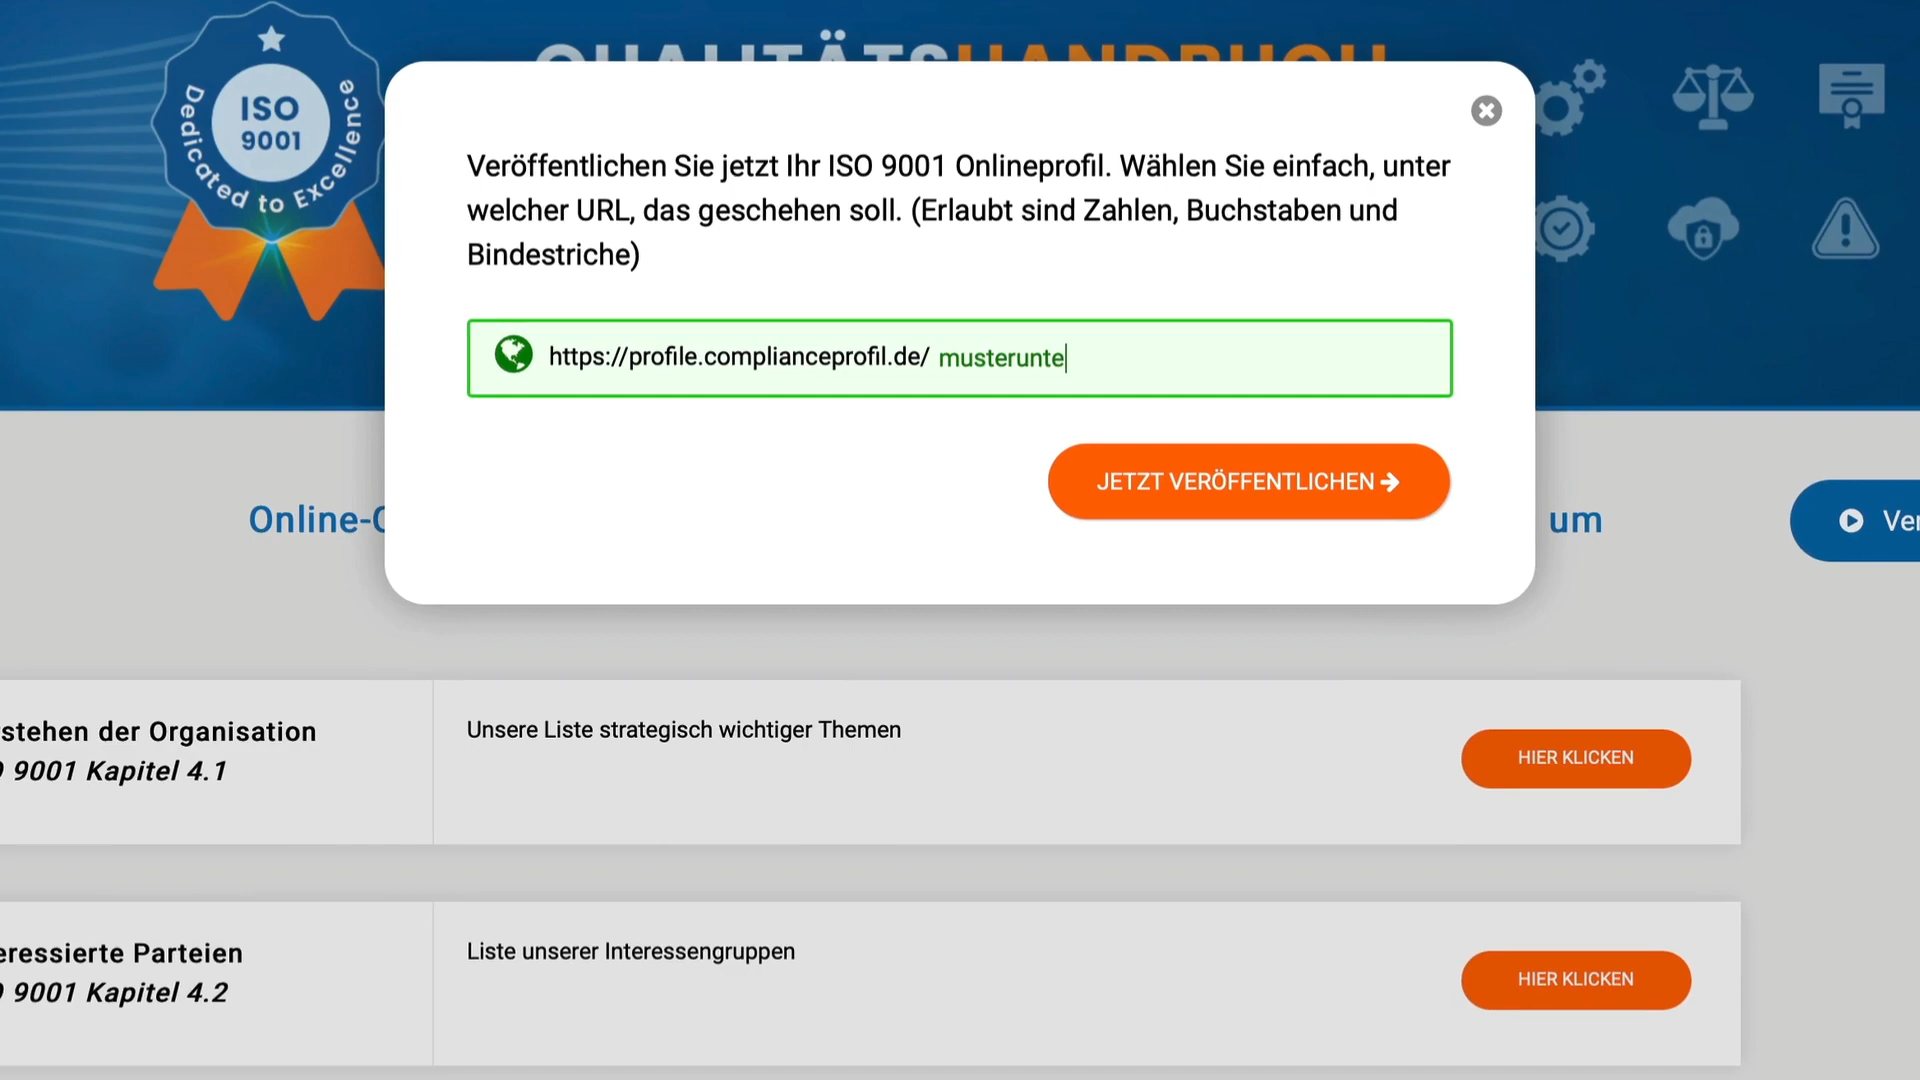 QUALITÄTSHANDBUCH
ISO
9001
Dedicated to Excellence
Veröffentlichen Sie jetzt Ihr ISO 9001 Onlineprofil. Wählen Sie einfach, unter
welcher URL, das geschehen soll. (Erlaubt sind Zahlen, Buchstaben und
Bindestriche)
https://profile.complianceprofil.de/ musterunte
JETZT VERÖFFENTLICHEN
Online-
um
Ver
stehen der Organisation
9001 Kapitel 4.1
Unsere Liste strategisch wichtiger Themen
HIER KLICKEN
eressierte Parteien
9001 Kapitel 4.2
Liste unserer Interessengruppen
HIER KLICKEN